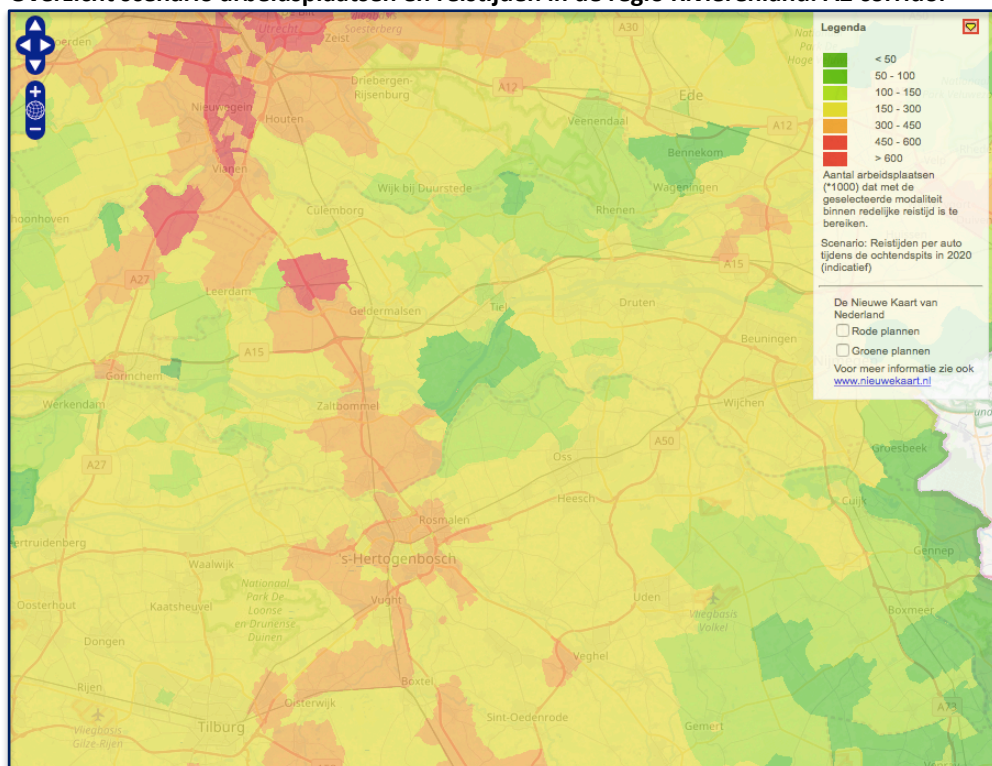 Overzicht scenario arbeidsplaatsen en reistijden in de regio Rivierenland: A2 corridor
Utrecht
Zeist
Soesterberg
A30
Driebergen-
Rijsenburg
A12
Ede
Nieuwegein
Houten
Veenendaal
A12
Bennekom
Vianen
Wijk bij Duurstede
Wageningen
Culemborg
Rhenen
hoonhoven
A27
A15
Leerdam
Tiel
Druten
Geldermalsen
Beuningen
A15
Gorinchem
Zaltbommel
Werkendam
Wijchen
A50
A27
Oss
Groesbeek
Heesch
Cuijk
Rosmalen
ertruidenberg
's-Hertogenbosch
Gennep
Waalwijk
Nationaal
Park De
Loonse
en Drunense
Duinen
Vught
Uden
Oosterhout
Kaatsheuvel
Vliegbasis
Volkel
Boxmeer
Dongen
Veghel
Rijen
Boxtel
Oisterwijk
A73
Vliegbasis
Gilze-Rijen
Tilburg
Sint-Oedenrode
Gemert
Legenda
< 50
50 - 100
100 - 150
150 - 300
300 - 450
450 - 600
> 600
Aantal arbeidsplaatsen
(*1000) dat met de
geselecteerde modaliteit
binnen redelijke reistijd is te
bereiken.
Scenario: Reistijden per auto
tijdens de ochtendspits in 2020
(indicatief)
De Nieuwe Kaart van
Nederland
Rode plannen
Groene plannen
Voor meer informatie zie ook
www.nieuwekaart.nl